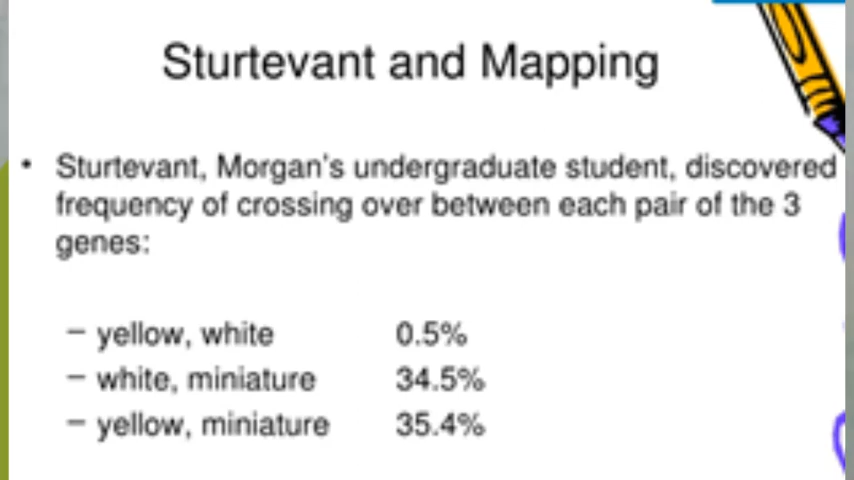 Sturtevant and Mapping
• Sturtevant, Morgan's undergraduate student, discovered
frequency of crossing over between each pair of the 3
genes:
– yellow, white 0.5%
– white, miniature 34.5%
– yellow, miniature 35.4%